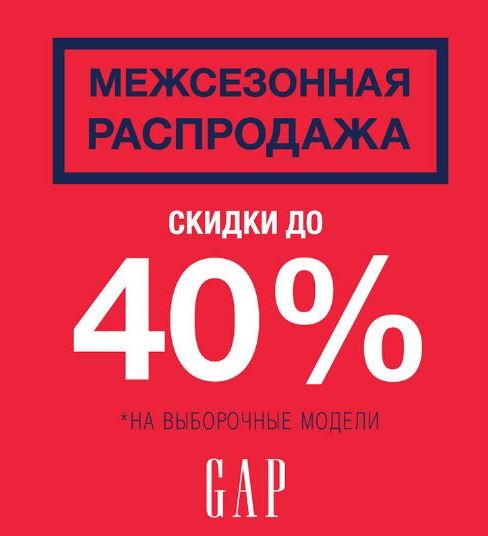 МЕЖСЕЗОННАЯ
РАСПРОДАЖА
СКИДКИ ДО
40%
*НА ВЫБОРОЧНЫЕ МОДЕЛИ
GAP